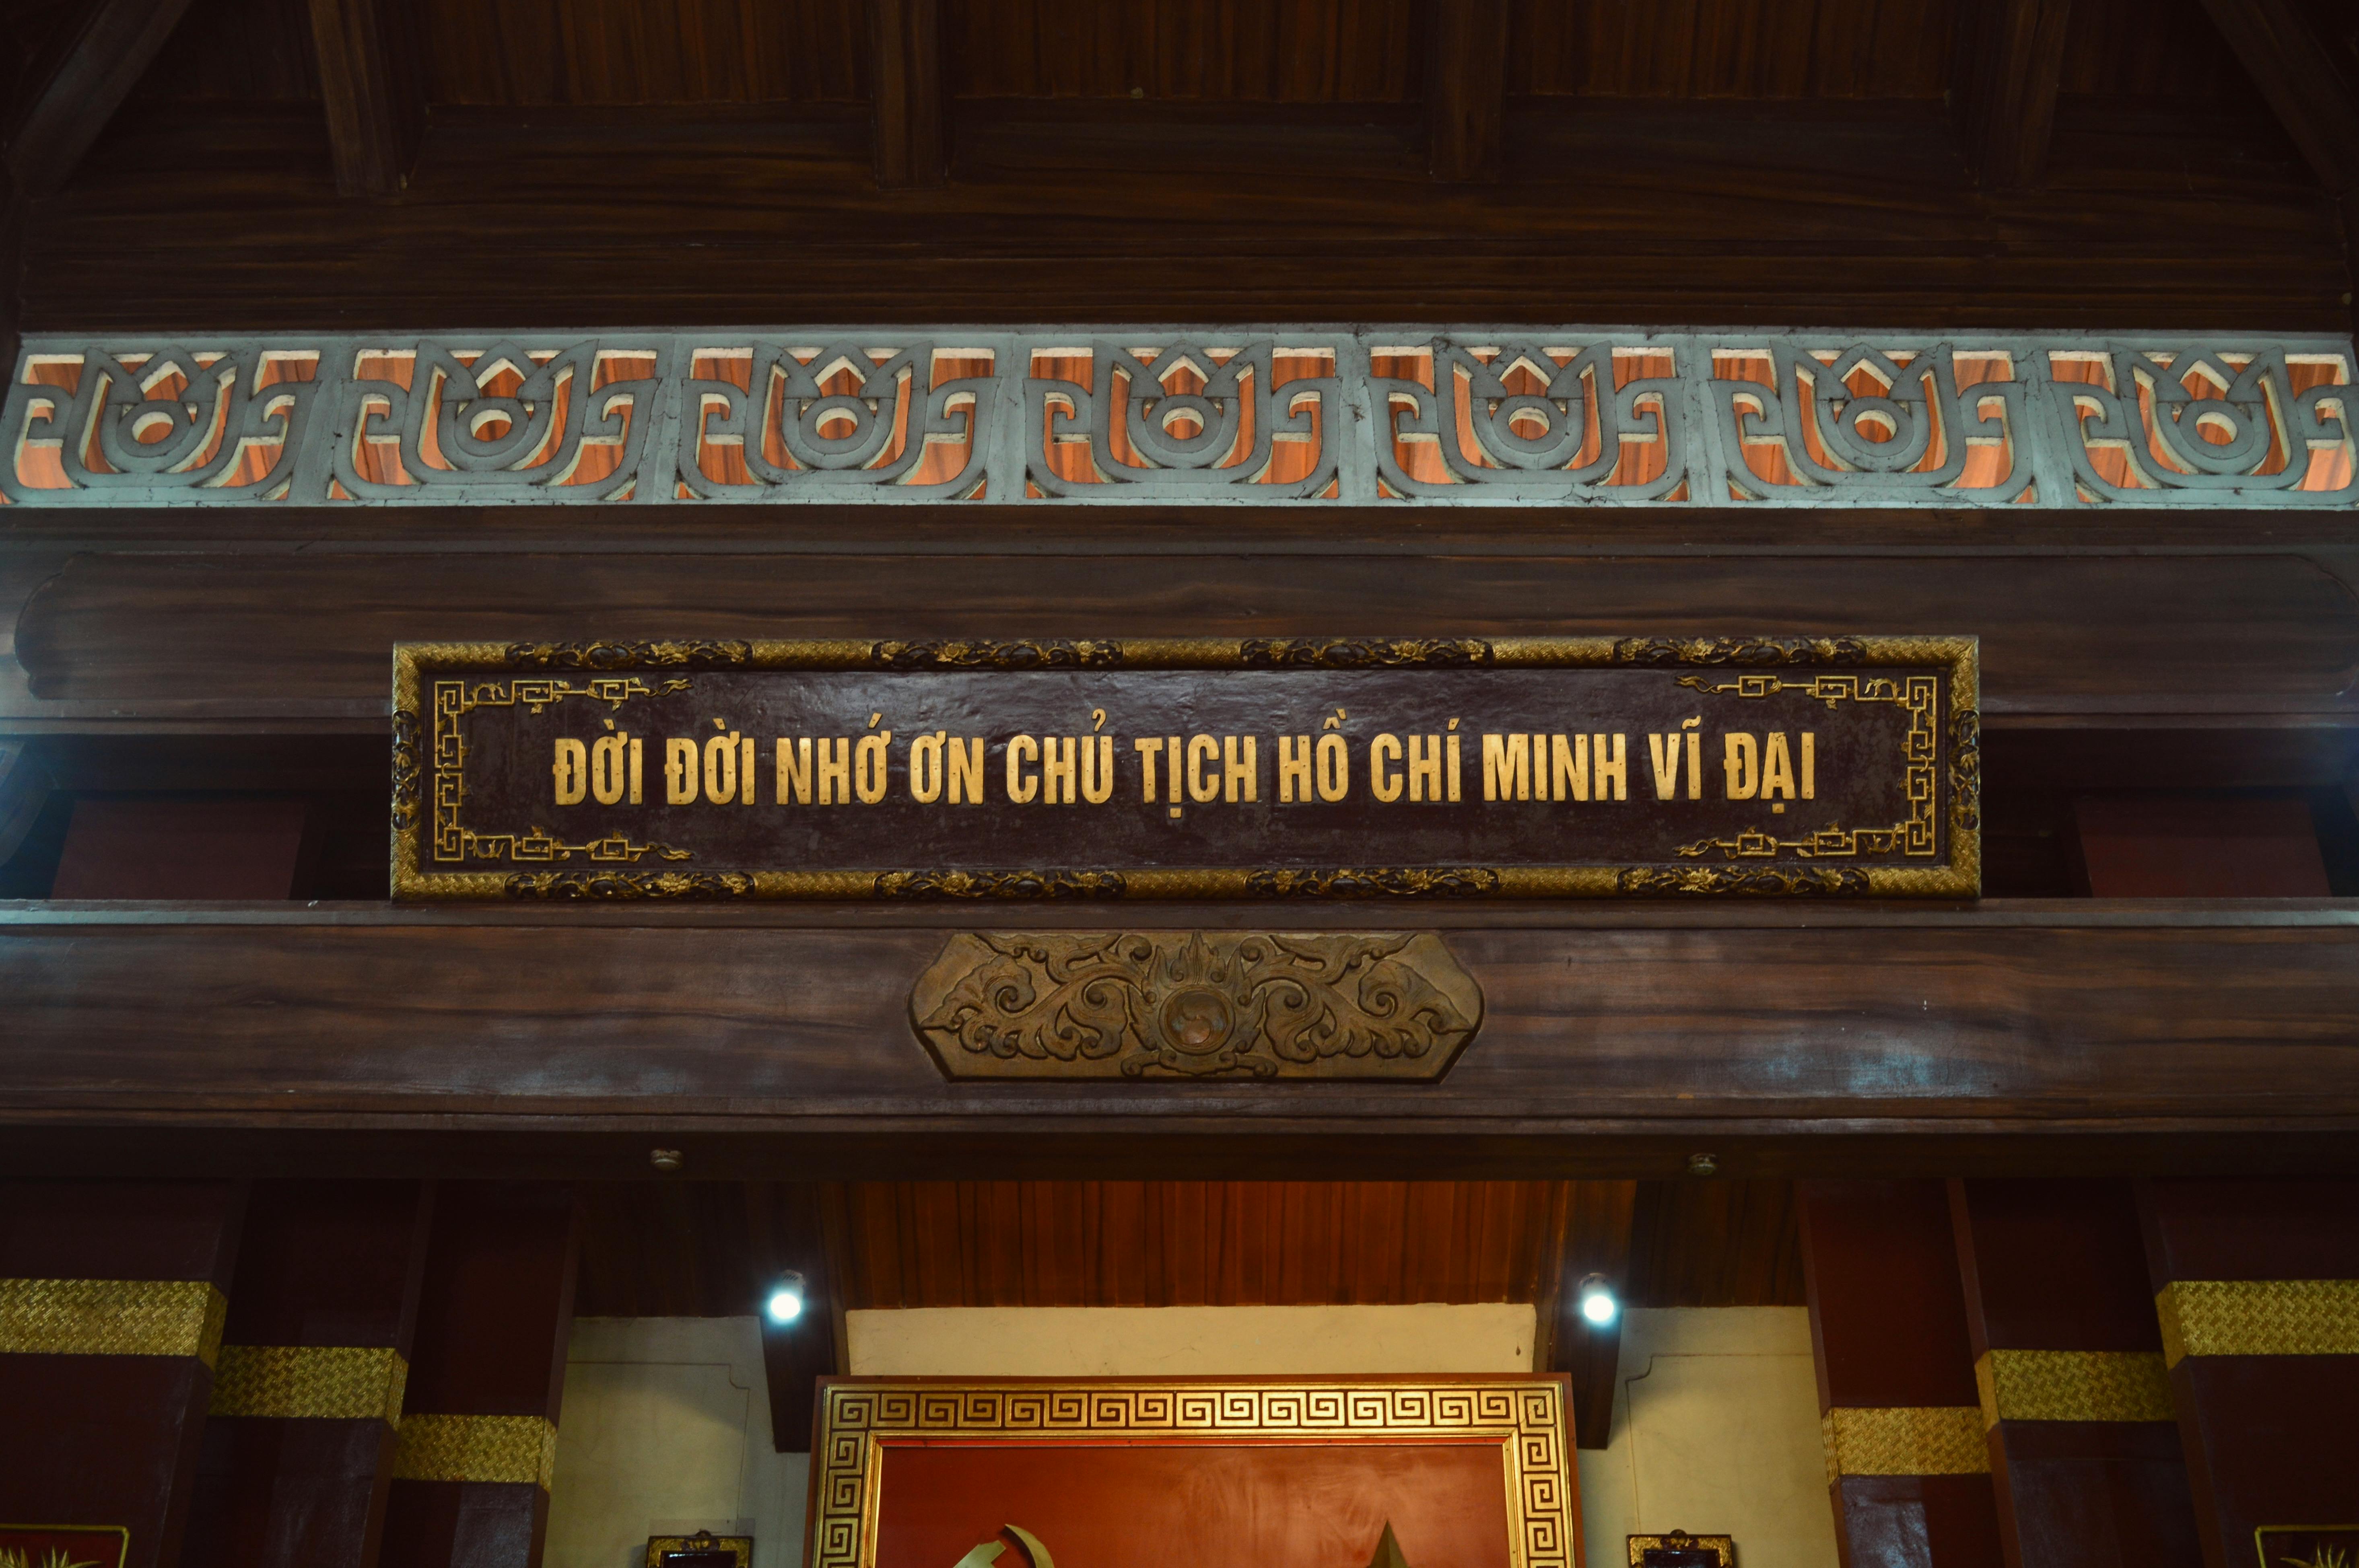 ĐỜI ĐỜI NHỚ ƠN CHỦ TỊCH HỒ CHÍ MINH VĨ ĐẠI